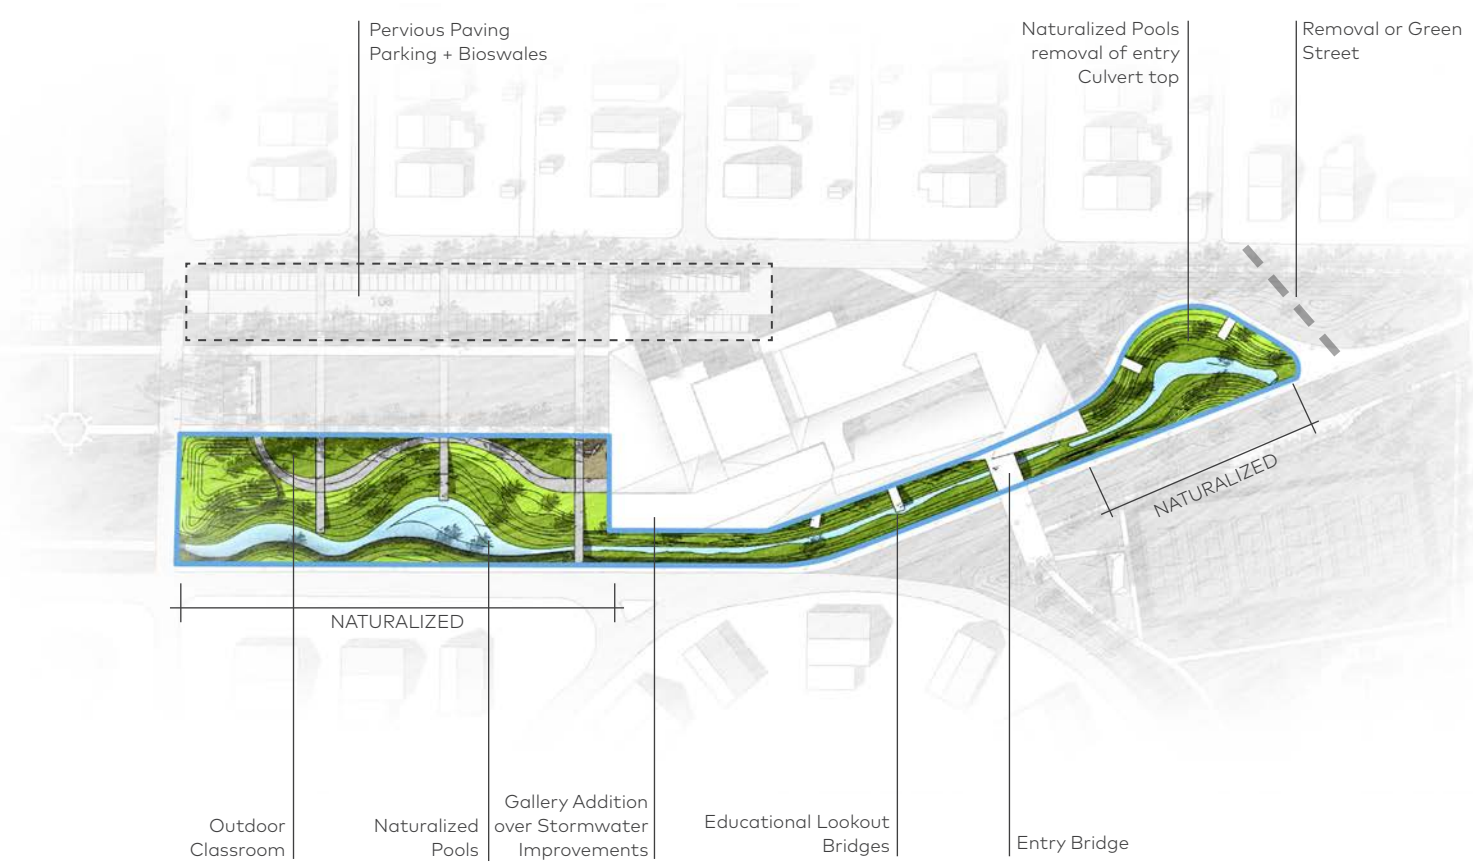 Pervious Paving
Parking + Bioswales
Naturalized Pools
removal of entry
Culvert top
Removal or Green
Street
108
NATURALIZED
NATURALIZED
Outdoor
Classroom
Naturalized
Pools
Gallery Addition
over Stormwater
Improvements
Educational Lookout
Bridges
Entry Bridge